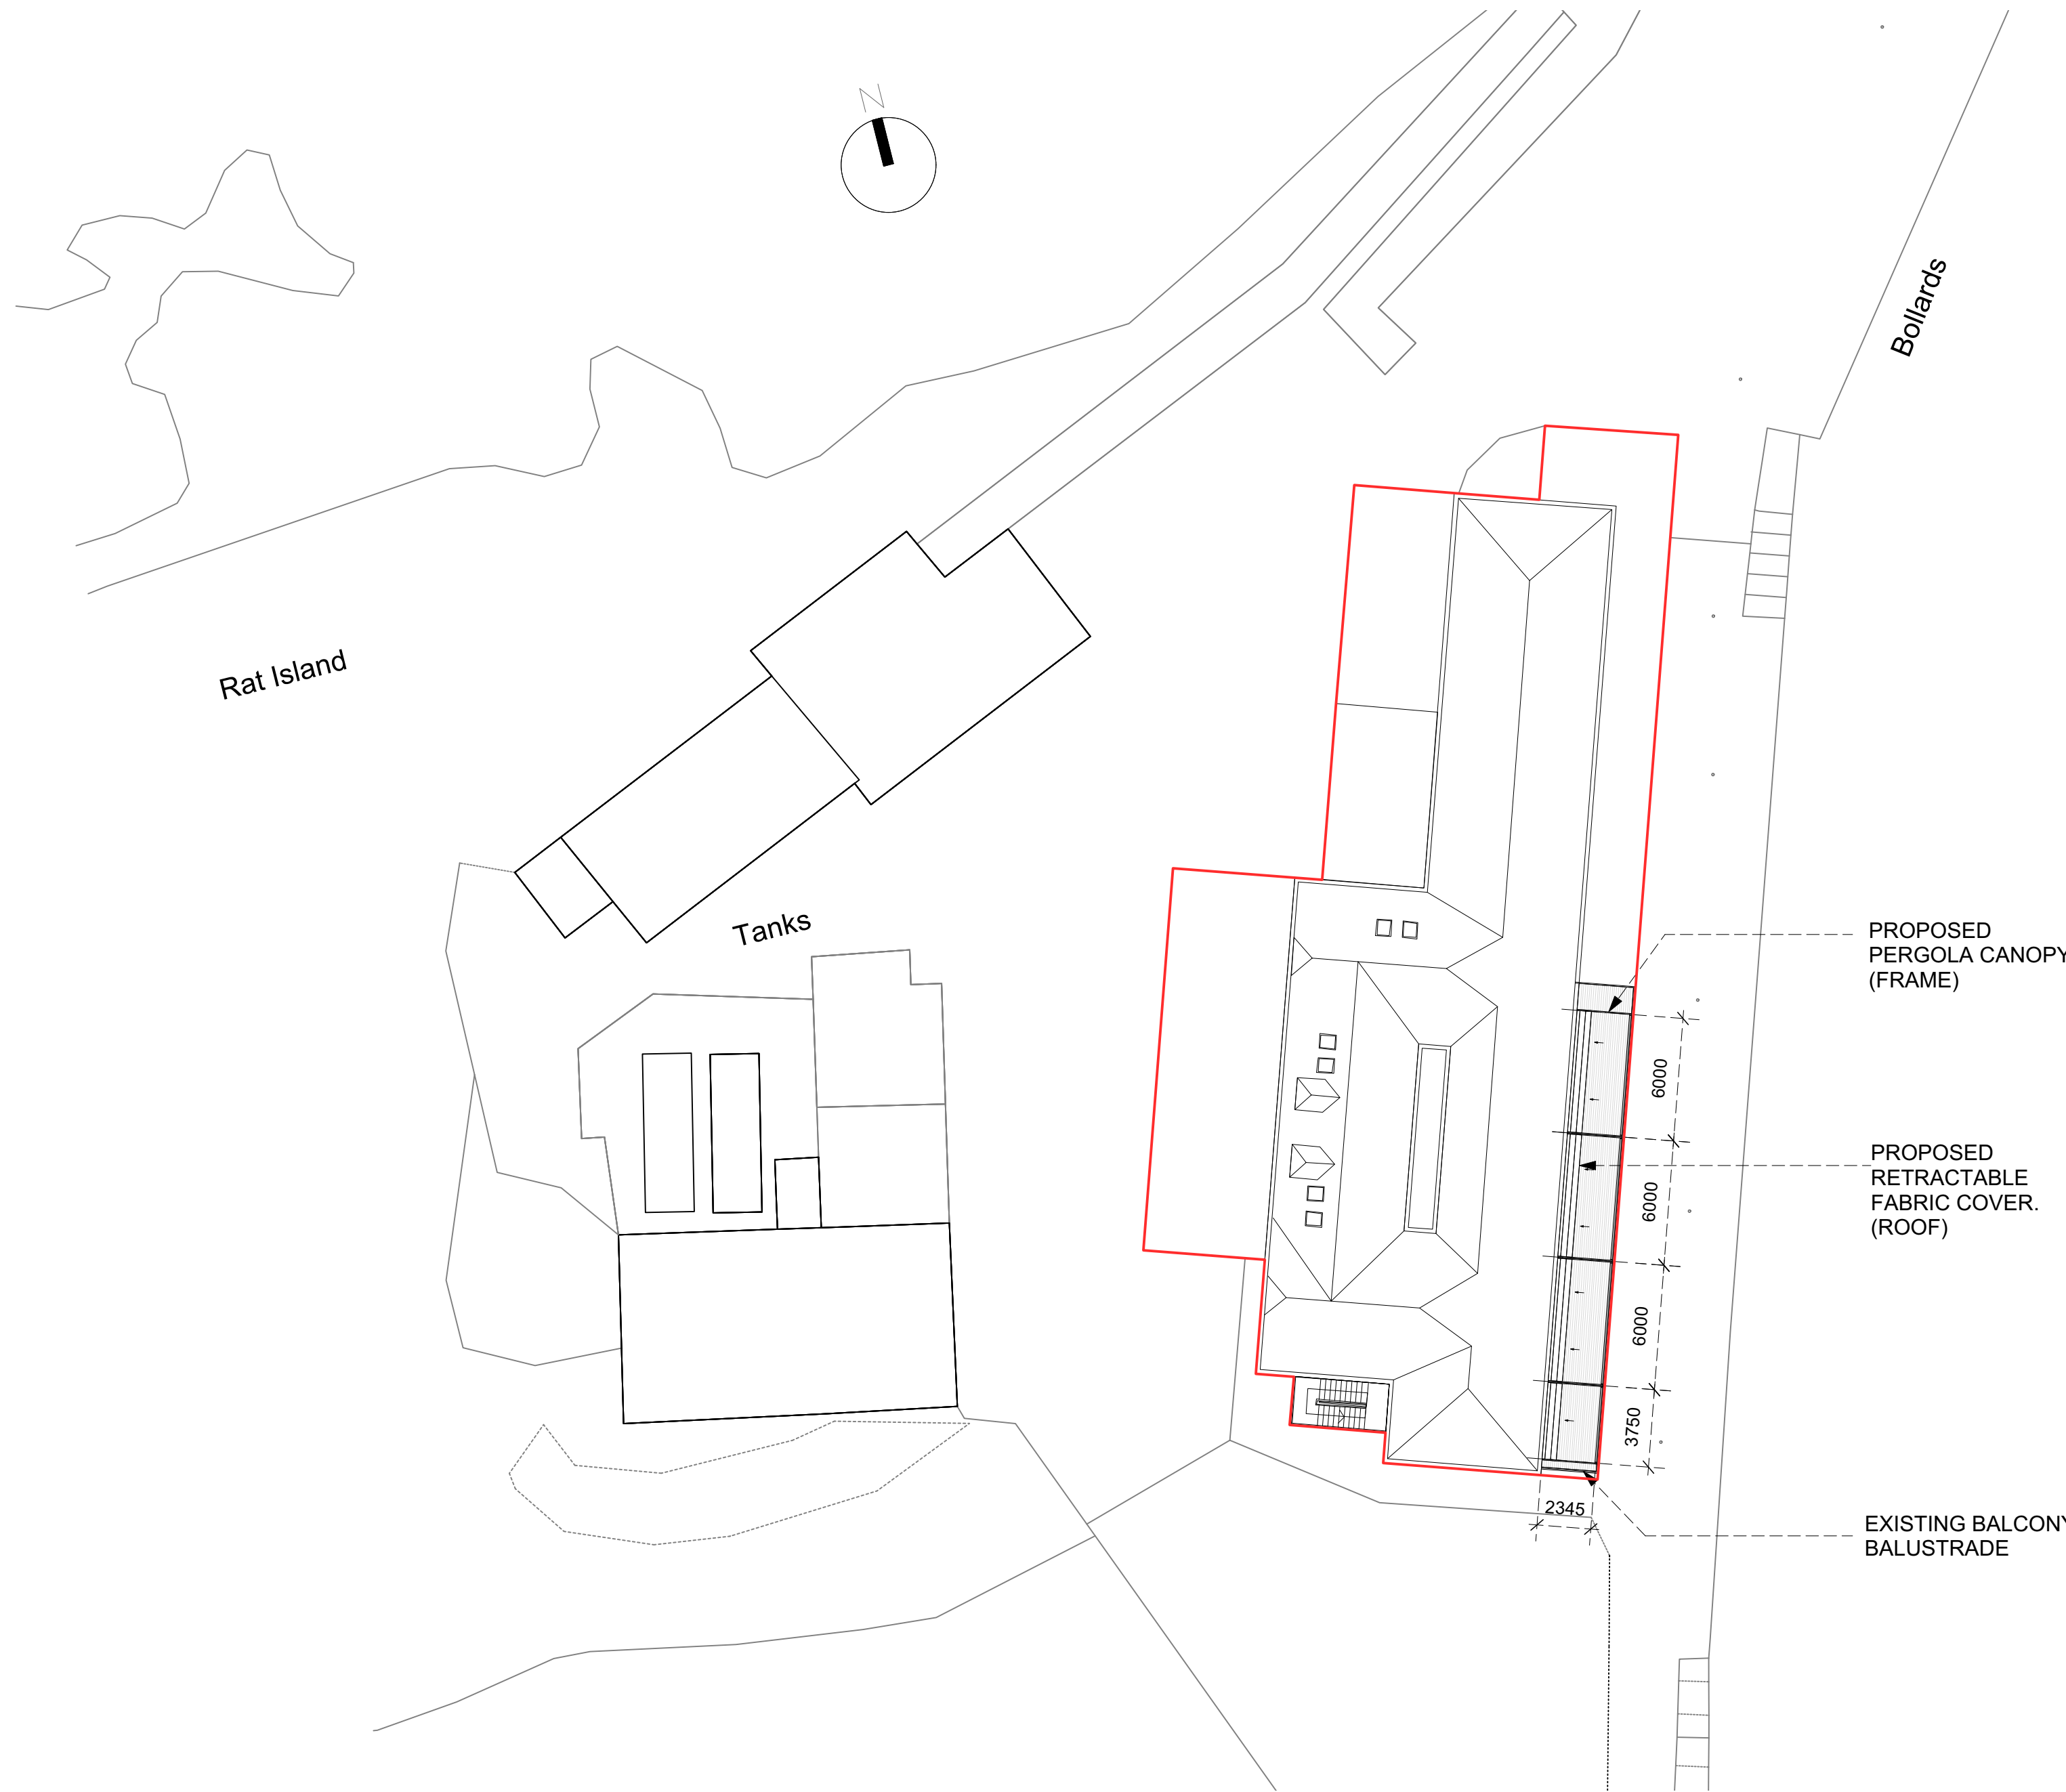 N
Bollards
Rat Island
Tanks
PROPOSED
PERGOLA CANOPY
(FRAME)
6000
PROPOSED
RETRACTABLE
FABRIC COVER.
(ROOF)
6000
6000
3750
2345
EXISTING BALCONY
BALUSTRADE